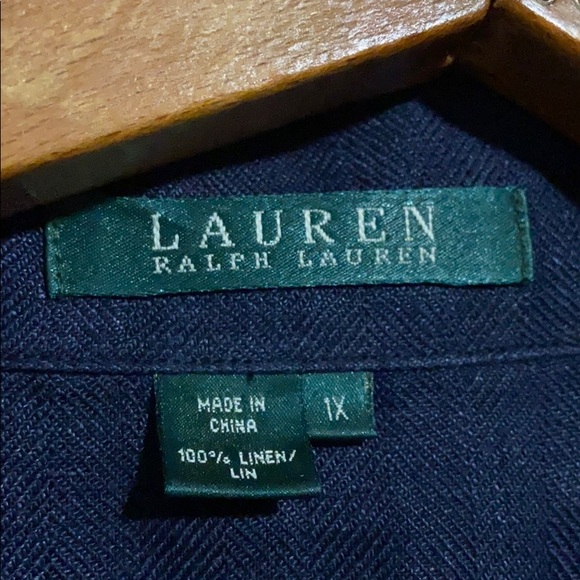 LAUREN
RALPH LAUREN
MADE IN
CHINA
100% LINEN/
LIN
1X